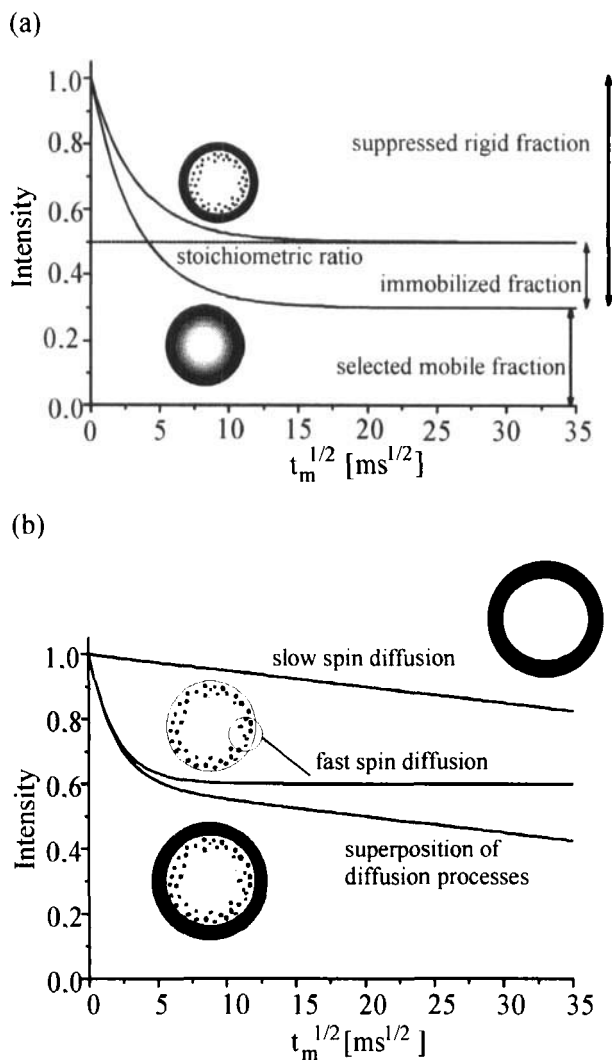 (a)
Intensity
1.0
0.8
0.6
0.4
0.2
0.0
suppressed rigid fraction
stoichiometric ratio
immobilized fraction
selected mobile fraction
0 5 10 15 20 25 30 35
t_m^{1/2} [ms^{1/2}]
(b)
Intensity
1.0
0.8
0.6
0.4
0.2
0.0
slow spin diffusion
fast spin diffusion
superposition of
diffusion processes
0 5 10 15 20 25 30 35
t_m^{1/2} [ms^{1/2}]